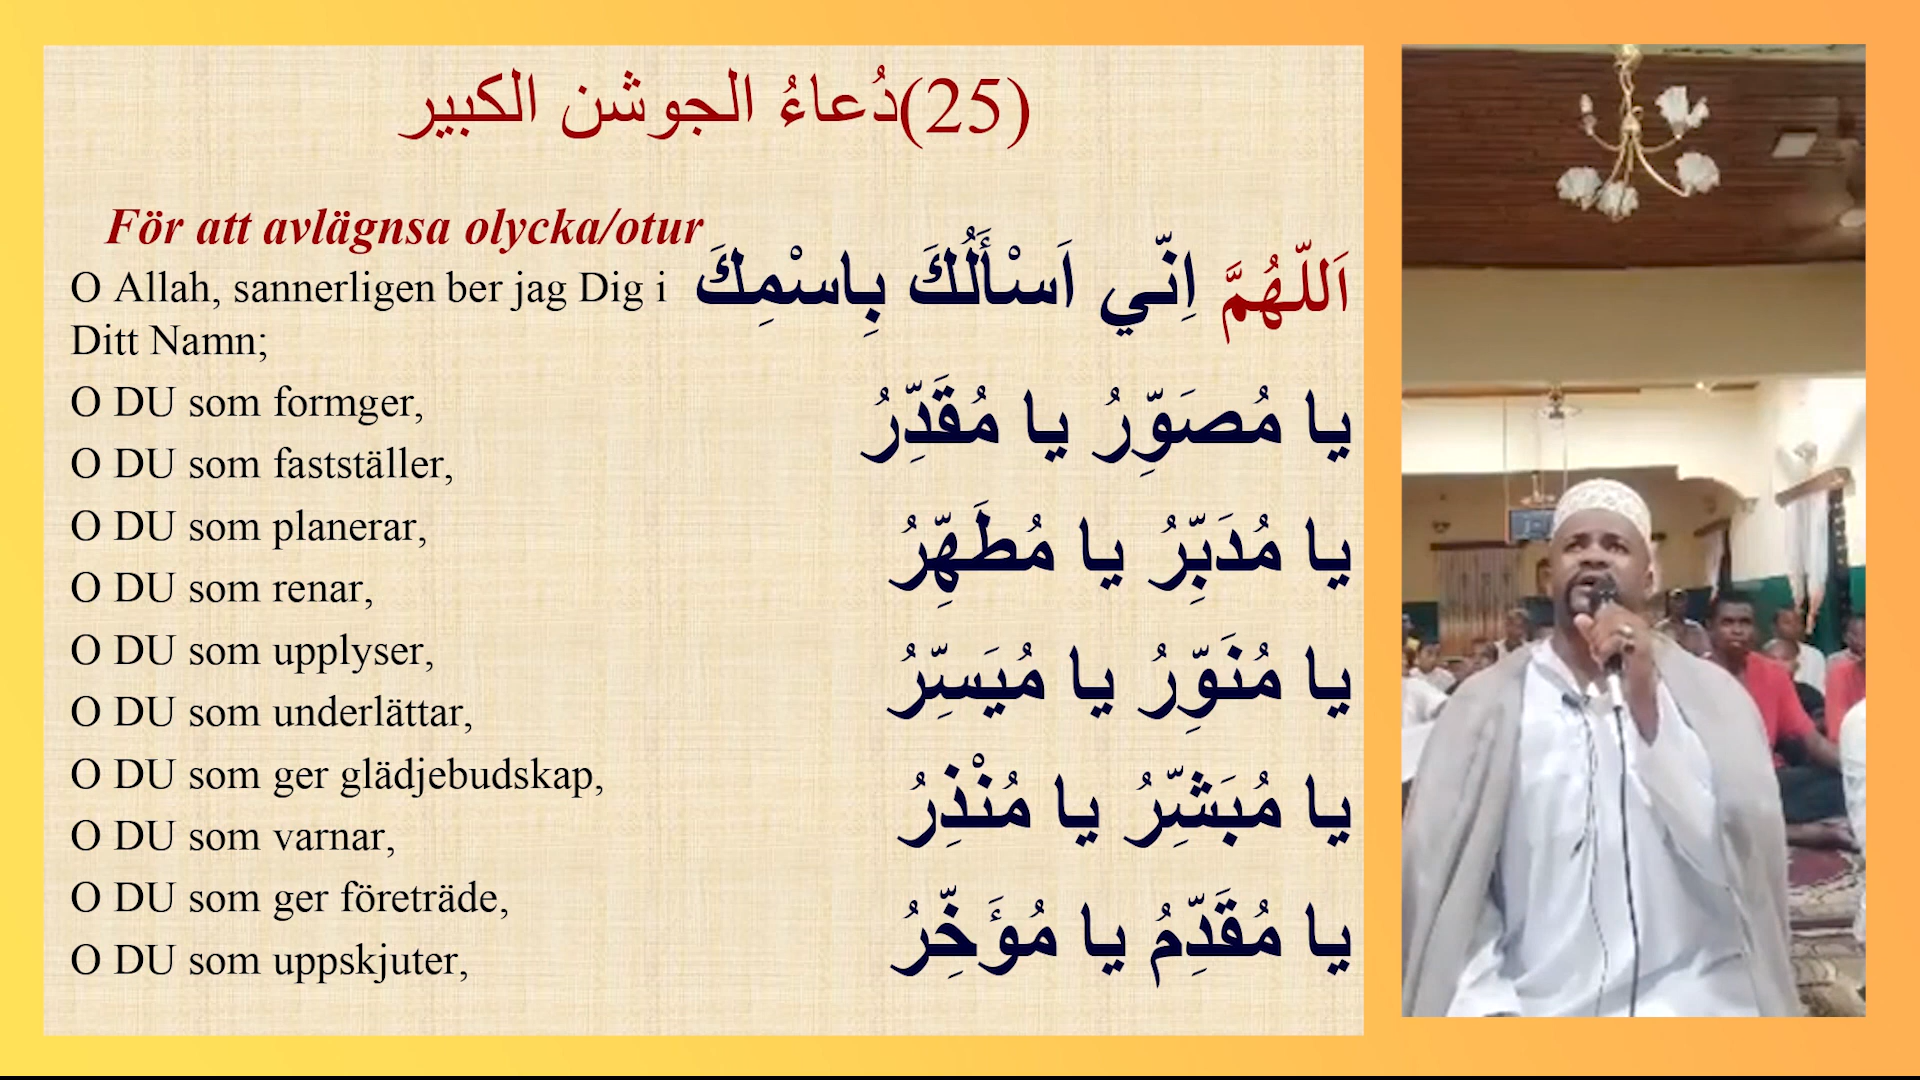 (25)دُعاءُ الجوشن الكبير
För att avlägnsa olycka/otur
O Allah, sannerligen ber jag Dig i
Ditt Namn;
O DU som formger,
O DU som fastställer,
O DU som planerar,
O DU som renar,
O DU som upplyser,
O DU som underlättar,
O DU som ger glädjebudskap,
O DU som varnar,
O DU som ger företräde,
O DU som uppskjuter,
اَللّهُمَّ اِنّي اَسْأَلُكَ بِاسْمِكَ
يا مُصَوِّرُ يا مُقَدِّرُ
يا مُدَبِّرُ يا مُطَهِّرُ
يا مُنَوِّرُ يا مُيَسِّرُ
يا مُبَشِّرُ يا مُنْذِرُ
يا مُقَدِّمُ يا مُؤَخِّرُ